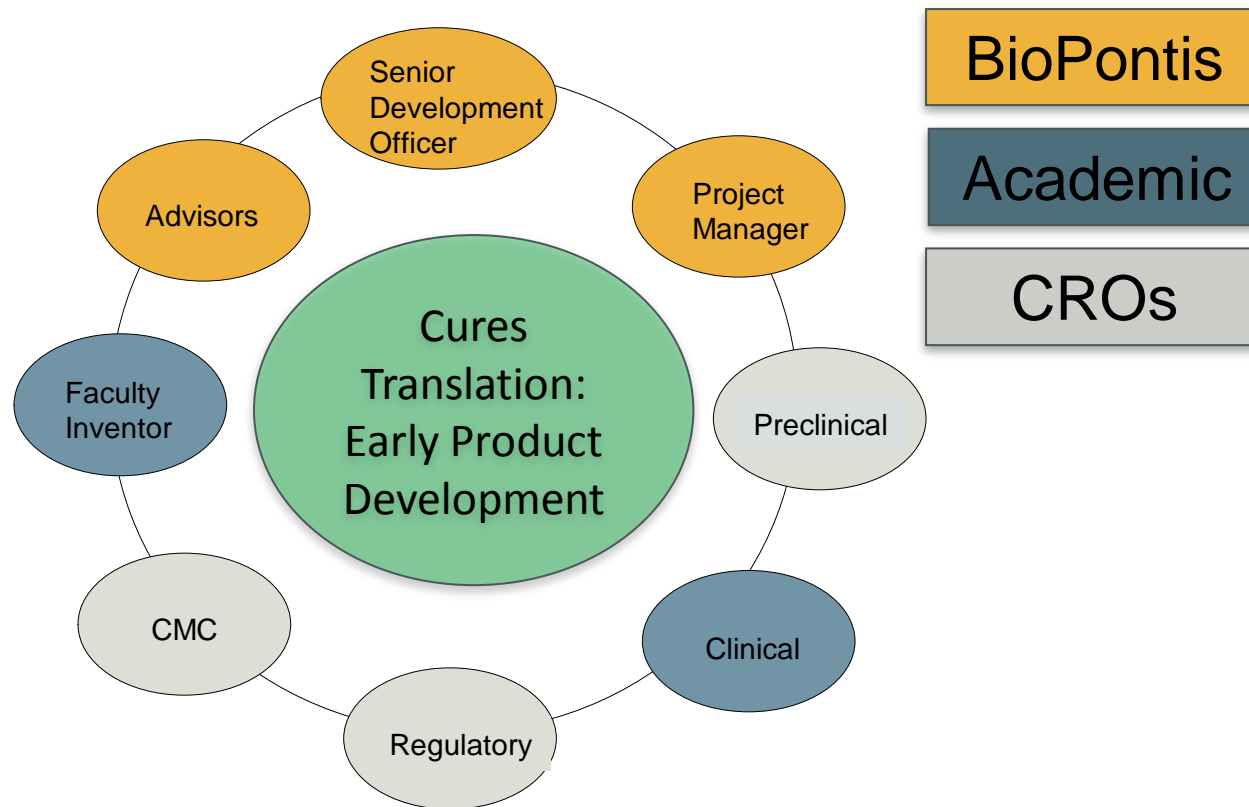 Senior
Development
Officer
Advisors
Project
Manager
Faculty
Inventor
Cures
Translation:
Early Product
Development
Preclinical
CMC
Clinical
Regulatory
BioPontis
Academic
CROs